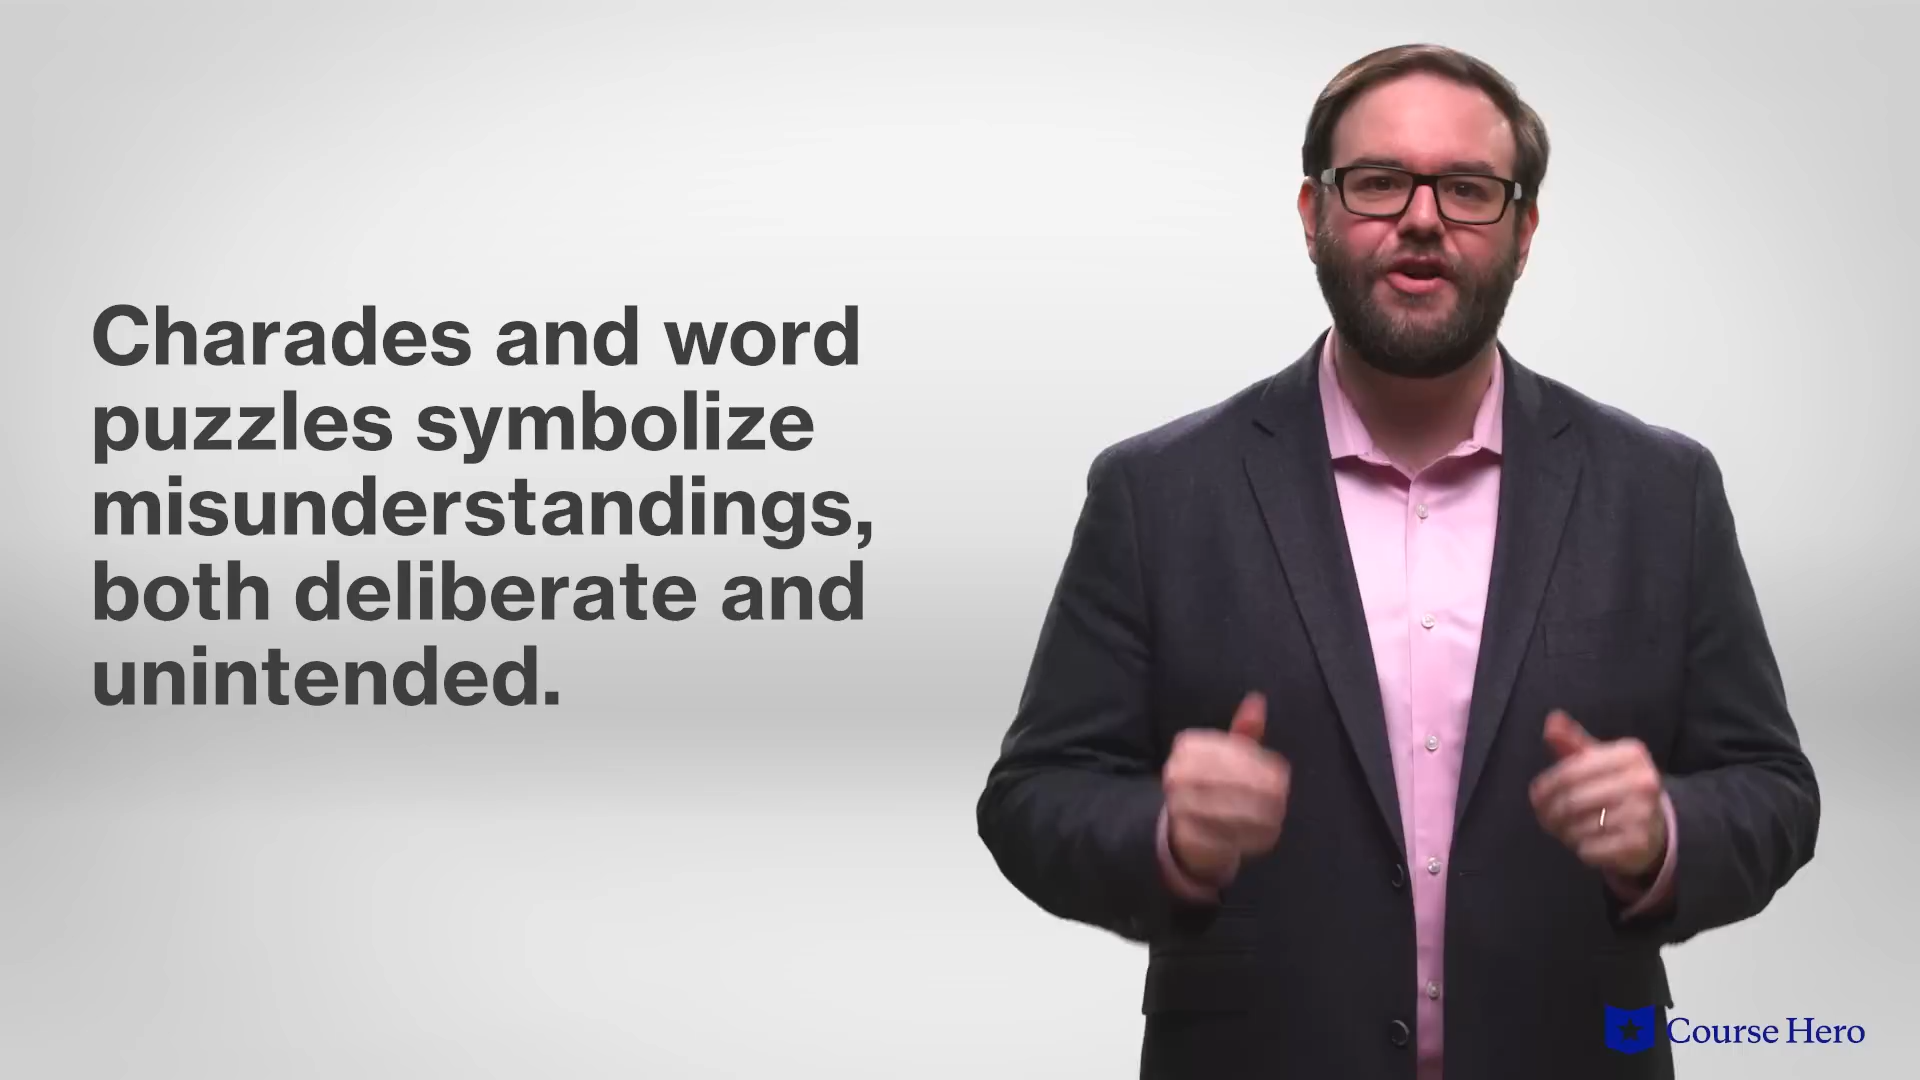 Charades and word
puzzles symbolize
misunderstandings,
both deliberate and
unintended.
Course Hero